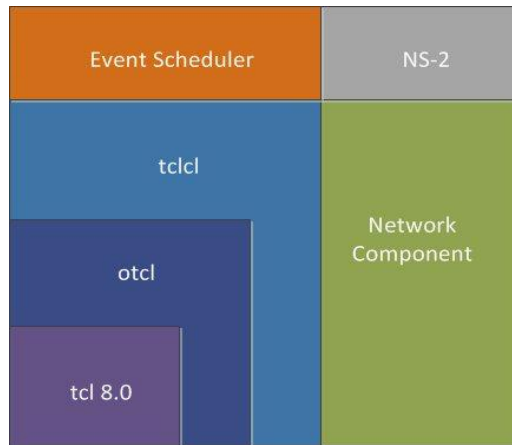 Event Scheduler
NS-2
tclcl
Network
Component
otcl
tcl 8.0